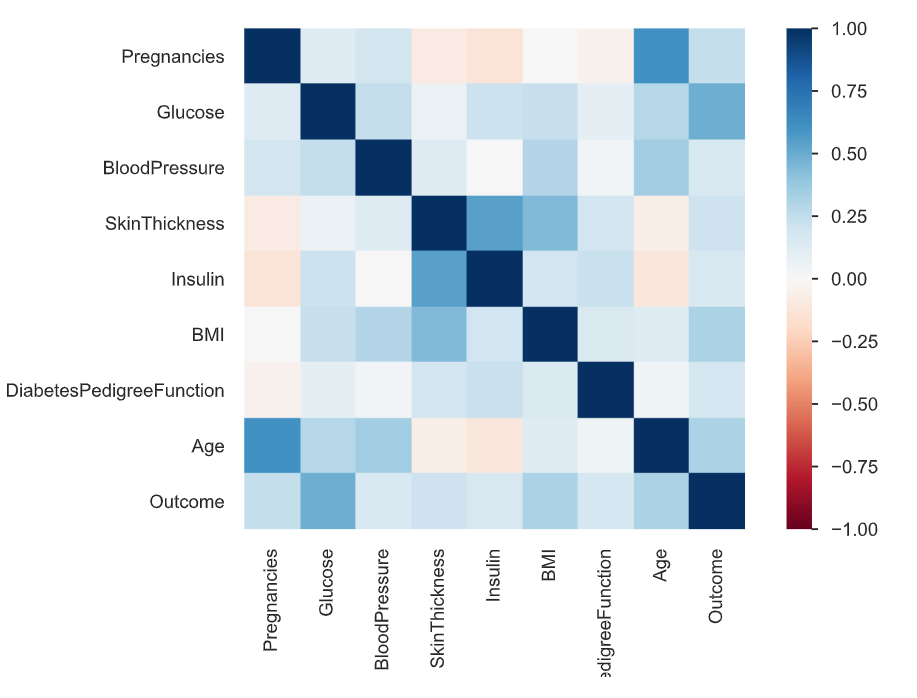 Pregnancies
Glucose
BloodPressure
SkinThickness
Insulin
BMI
DiabetesPedigreeFunction
Age
Outcome
1.00
0.75
0.50
0.25
0.00
−0.25
−0.50
−0.75
−1.00
Pregnancies
Glucose
BloodPressure
SkinThickness
Insulin
BMI
edigreeFunction
Age
Outcome